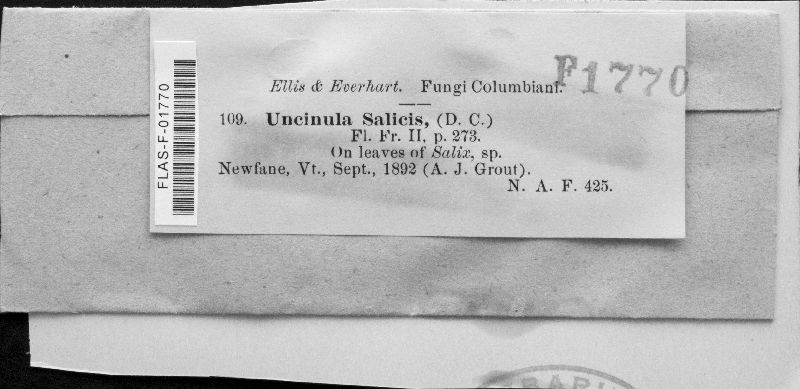 Ellis & Everhart. Fungi Columbiani.
F1770
109. Uncinula Salicis, (D. C.)
Fl. Fr. II, p. 273.
On leaves of Salix, sp.
Newfane, Vt., Sept., 1892 (A. J. Grout).
N. A. F. 425.
FLAS-F-01770